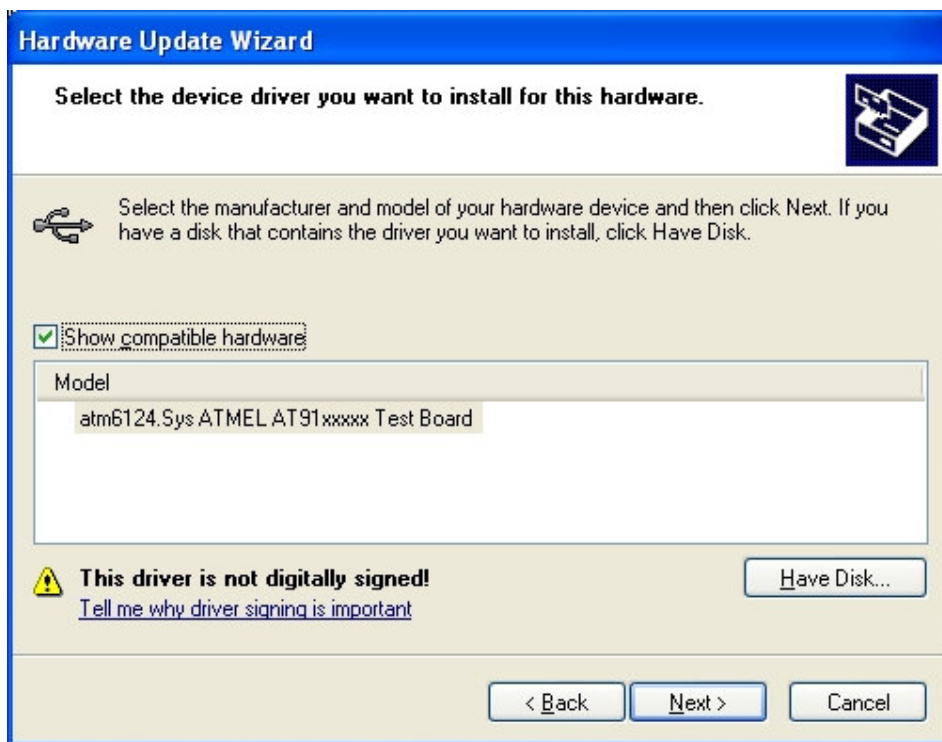 Hardware Update Wizard
Select the device driver you want to install for this hardware.
Select the manufacturer and model of your hardware device and then click Next. If you
have a disk that contains the driver you want to install, click Have Disk.
Show compatible hardware
Model
atm6124.Sys ATMEL AT91xxxxx Test Board
This driver is not digitally signed!
Have Disk...
Tell me why driver signing is important
< Back
Next >
Cancel